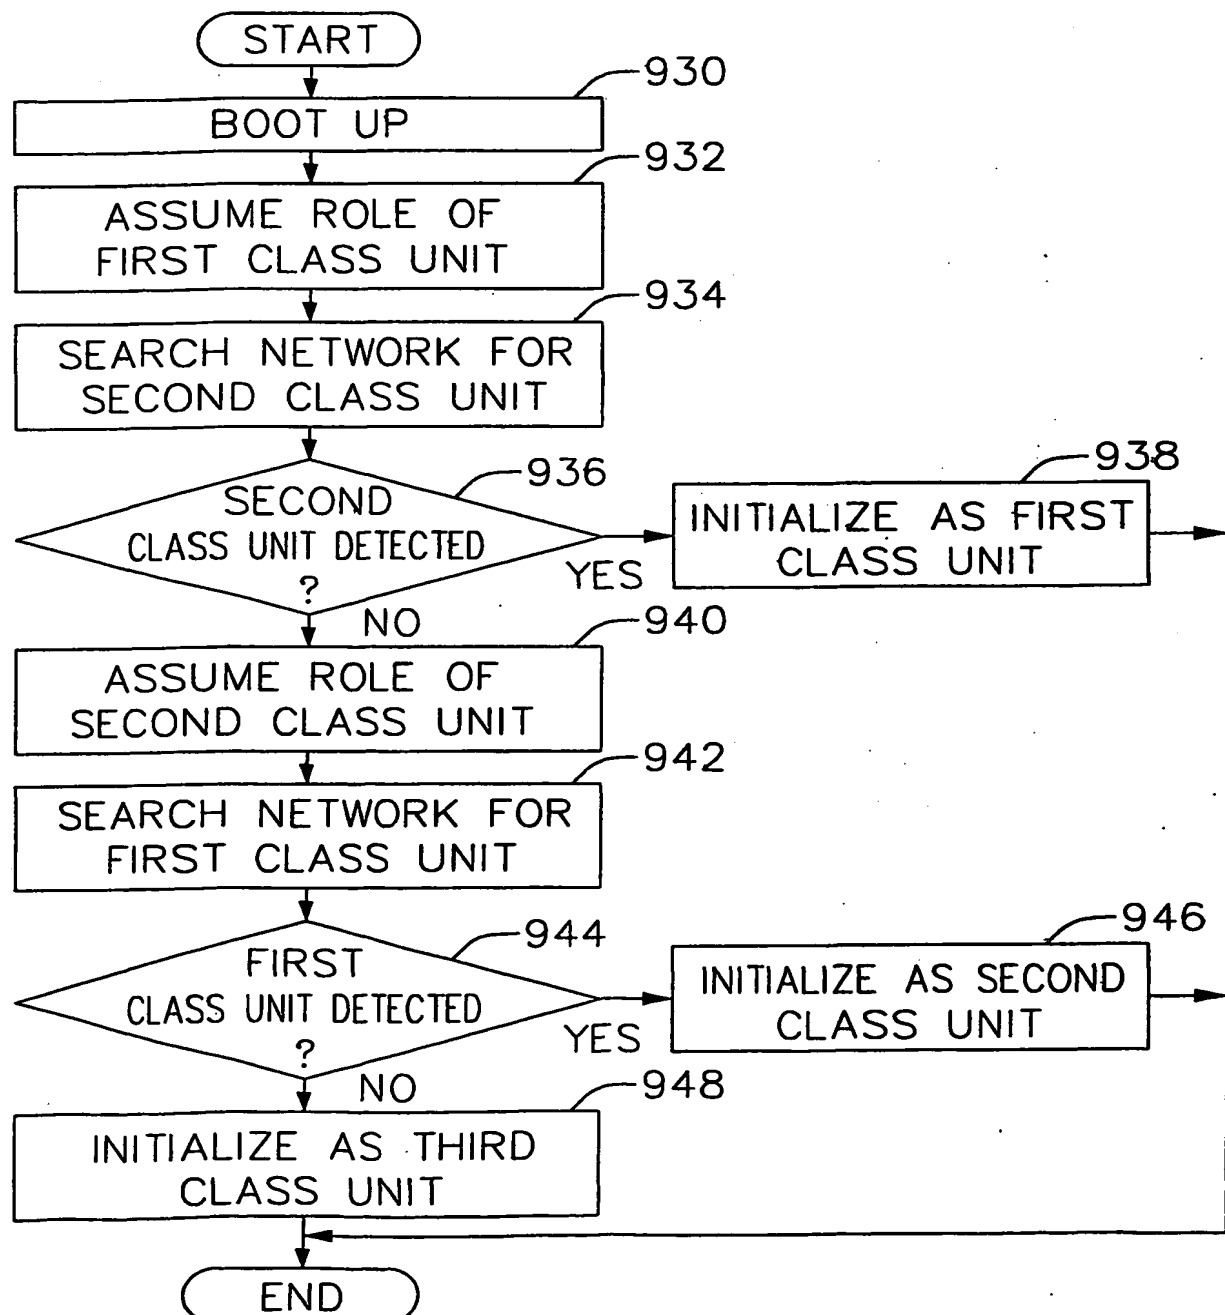 START
930
BOOT UP
932
ASSUME ROLE OF
FIRST CLASS UNIT
934
SEARCH NETWORK FOR
SECOND CLASS UNIT
936
SECOND
CLASS UNIT DETECTED
?
YES
NO
938
INITIALIZE AS FIRST
CLASS UNIT
940
ASSUME ROLE OF
SECOND CLASS UNIT
942
SEARCH NETWORK FOR
FIRST CLASS UNIT
944
FIRST
CLASS UNIT DETECTED
?
YES
NO
946
INITIALIZE AS SECOND
CLASS UNIT
948
INITIALIZE AS THIRD
CLASS UNIT
END